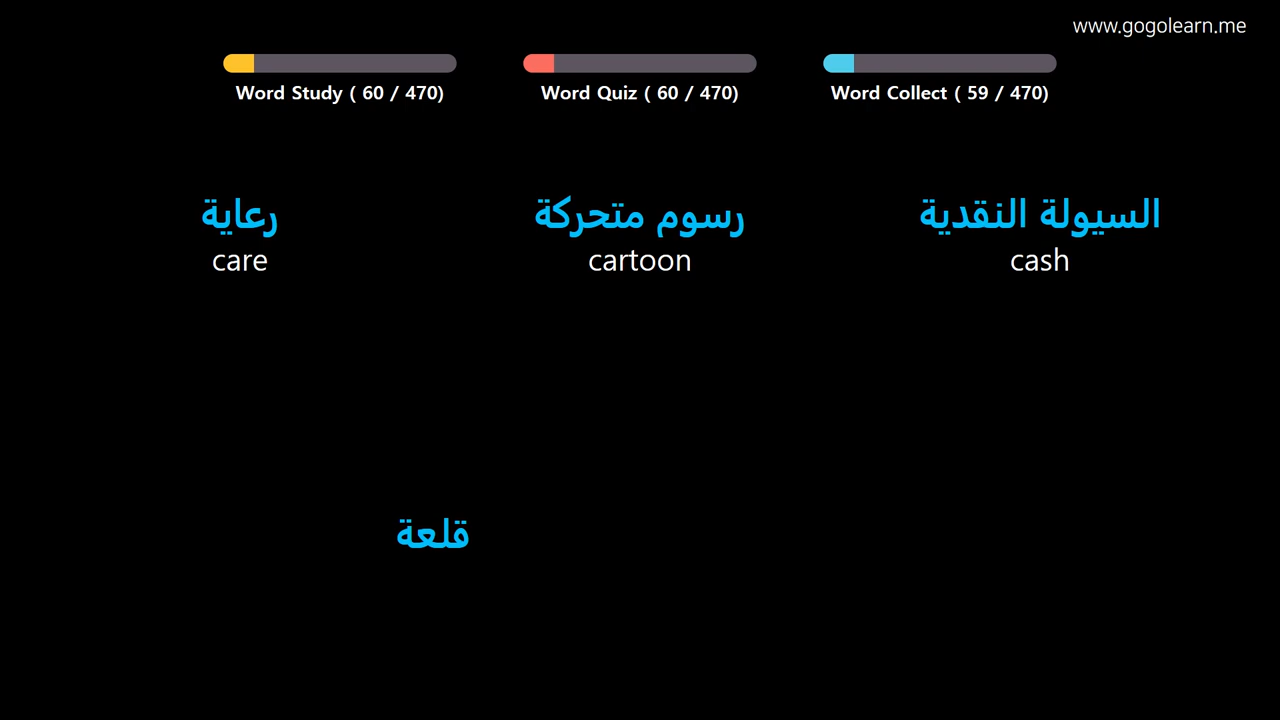 www.gogolearn.me
Word Study ( 60 / 470)
Word Quiz ( 60 / 470)
Word Collect ( 59 / 470)
رعاية
care
رسوم متحركة
cartoon
السيولة النقدية
cash
قلعة